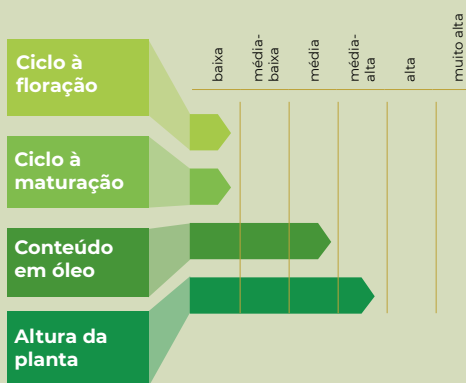 baixa
média-
baixa
média
média-
alta
alta
muito alta
Ciclo à
floração
Ciclo à
maturação
Conteúdo
em óleo
Altura da
planta